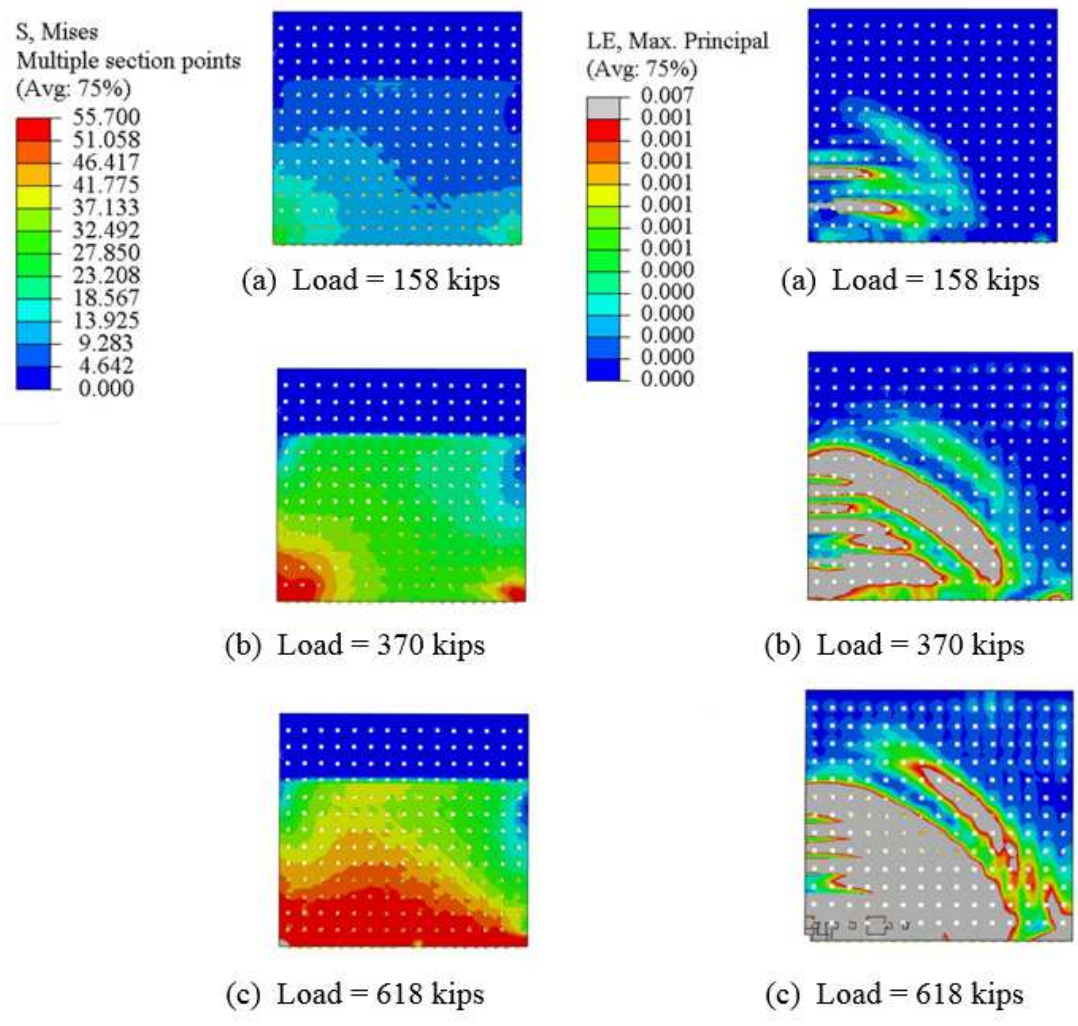 S, Mises
Multiple section points
(Avg: 75%)
55.700
51.058
46.417
41.775
37.133
32.492
27.850
23.208
18.567
13.925
9.283
4.642
0.000
LE, Max. Principal
(Avg: 75%)
0.007
0.001
0.001
0.001
0.001
0.001
0.001
0.000
0.000
0.000
0.000
0.000
0.000
(a) Load = 158 kips
(a) Load = 158 kips
(b) Load = 370 kips
(b) Load = 370 kips
(c) Load = 618 kips
(c) Load = 618 kips